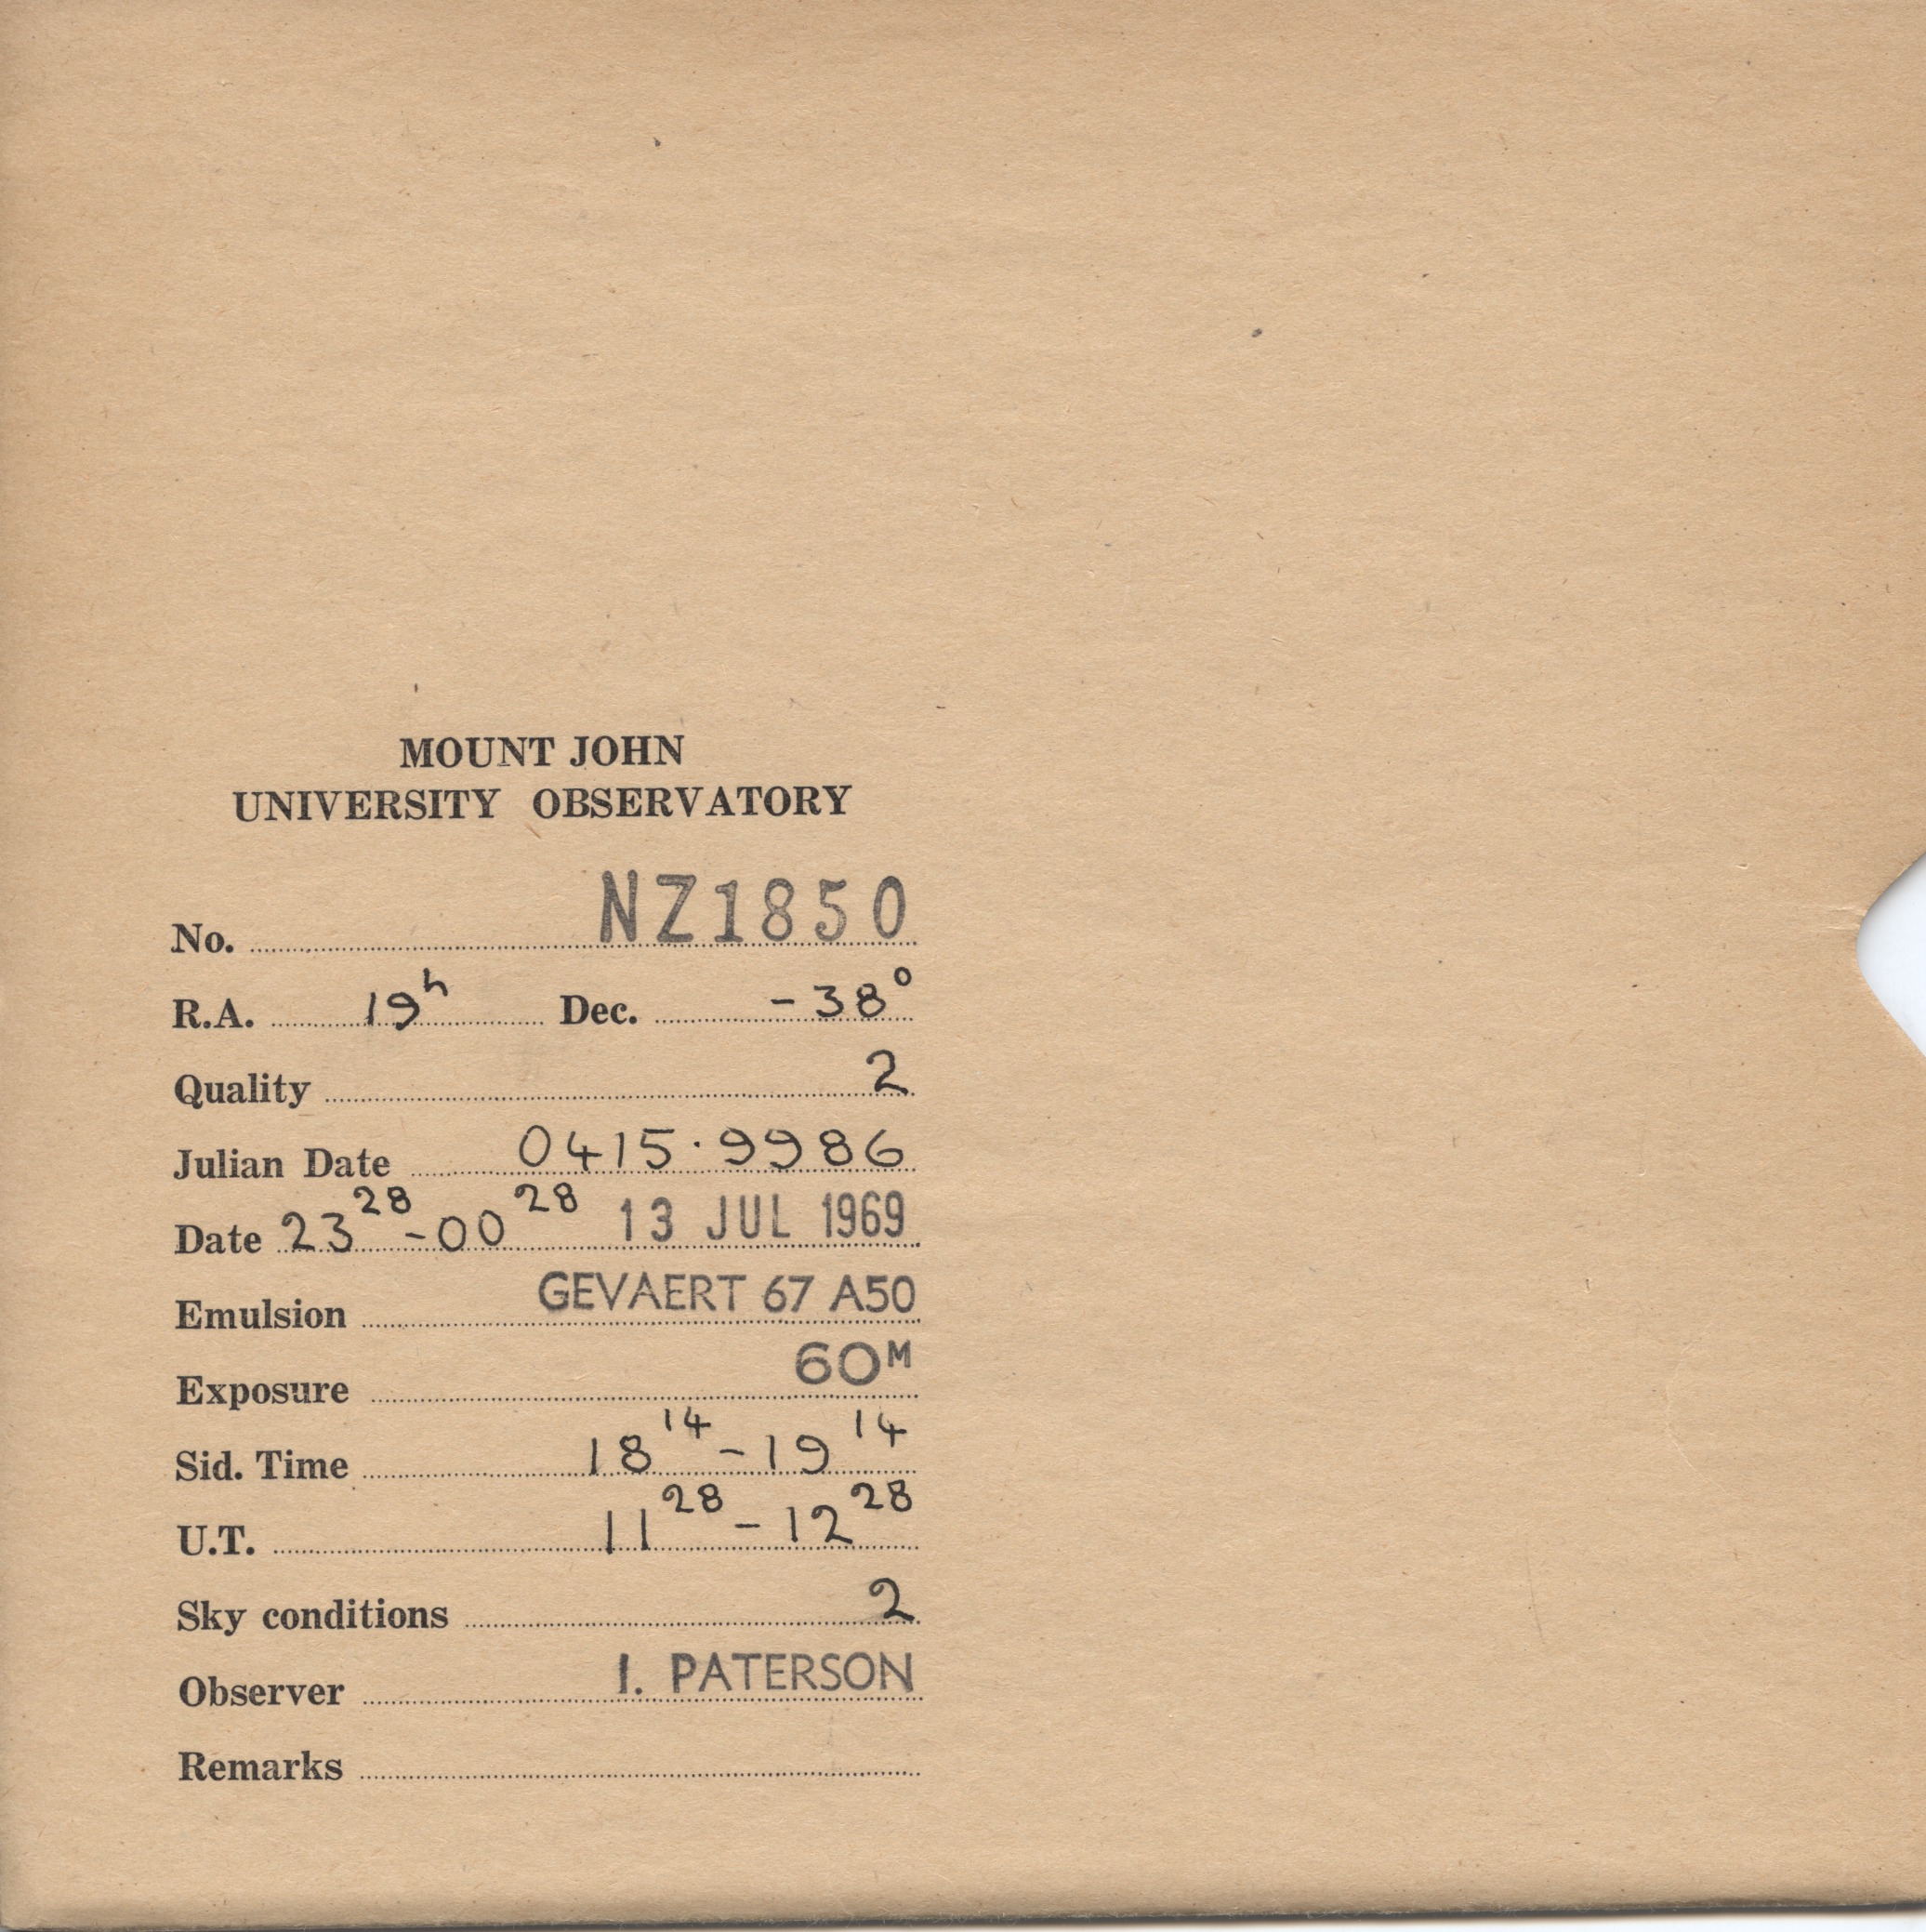 MOUNT JOHN
UNIVERSITY OBSERVATORY
No. NZ1850
R.A. 19h Dec. -38°
Quality 2
Julian Date 0415·9986
Date 23 28 - 00 28 13 JUL 1969
Emulsion GEVAERT 67 A50
Exposure 60M
Sid. Time 18 14 - 19 14
U.T. 11 28 - 12 28
Sky conditions 2
Observer I. PATERSON
Remarks